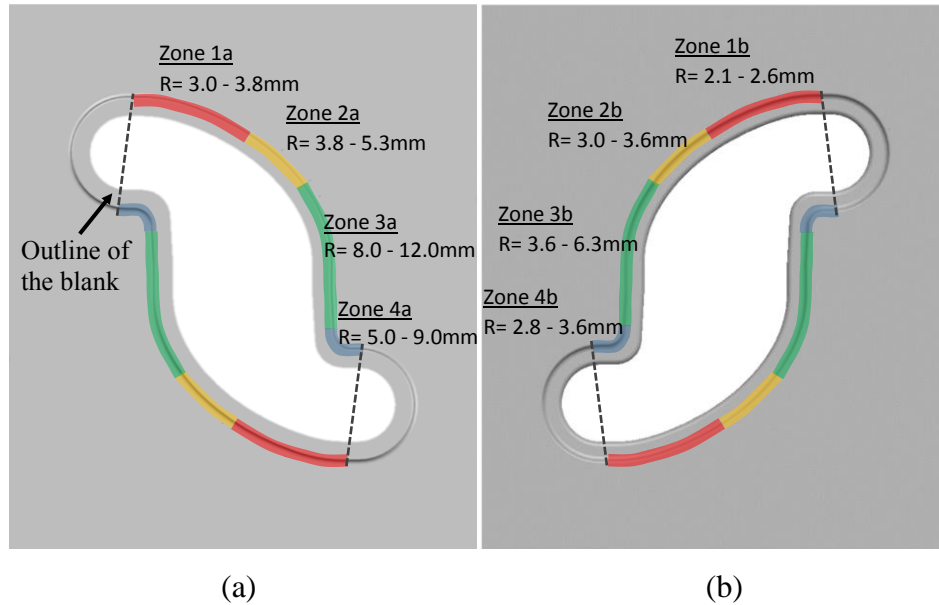 Zone 1a
R= 3.0 - 3.8mm
Zone 2a
R= 3.8 - 5.3mm
Zone 3a
R= 8.0 - 12.0mm
Outline of
the blank
Zone 4a
R= 5.0 - 9.0mm
(a)
Zone 1b
R= 2.1 - 2.6mm
Zone 2b
R= 3.0 - 3.6mm
Zone 3b
R= 3.6 - 6.3mm
Zone 4b
R= 2.8 - 3.6mm
(b)